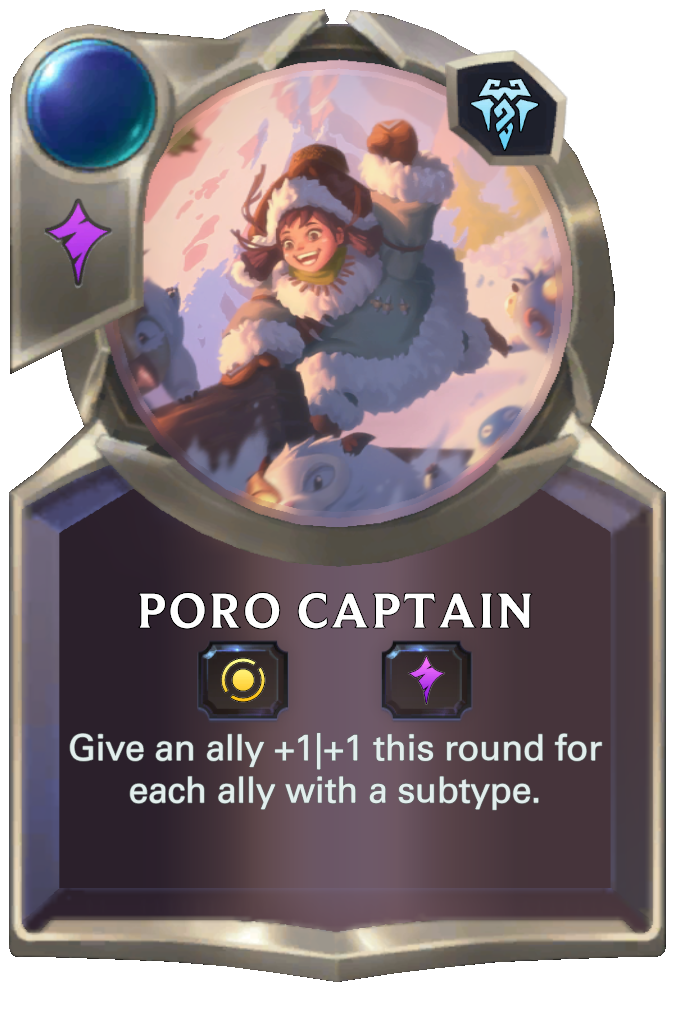 PORO CAPTAIN
Give an ally +1|+1 this round for
each ally with a subtype.